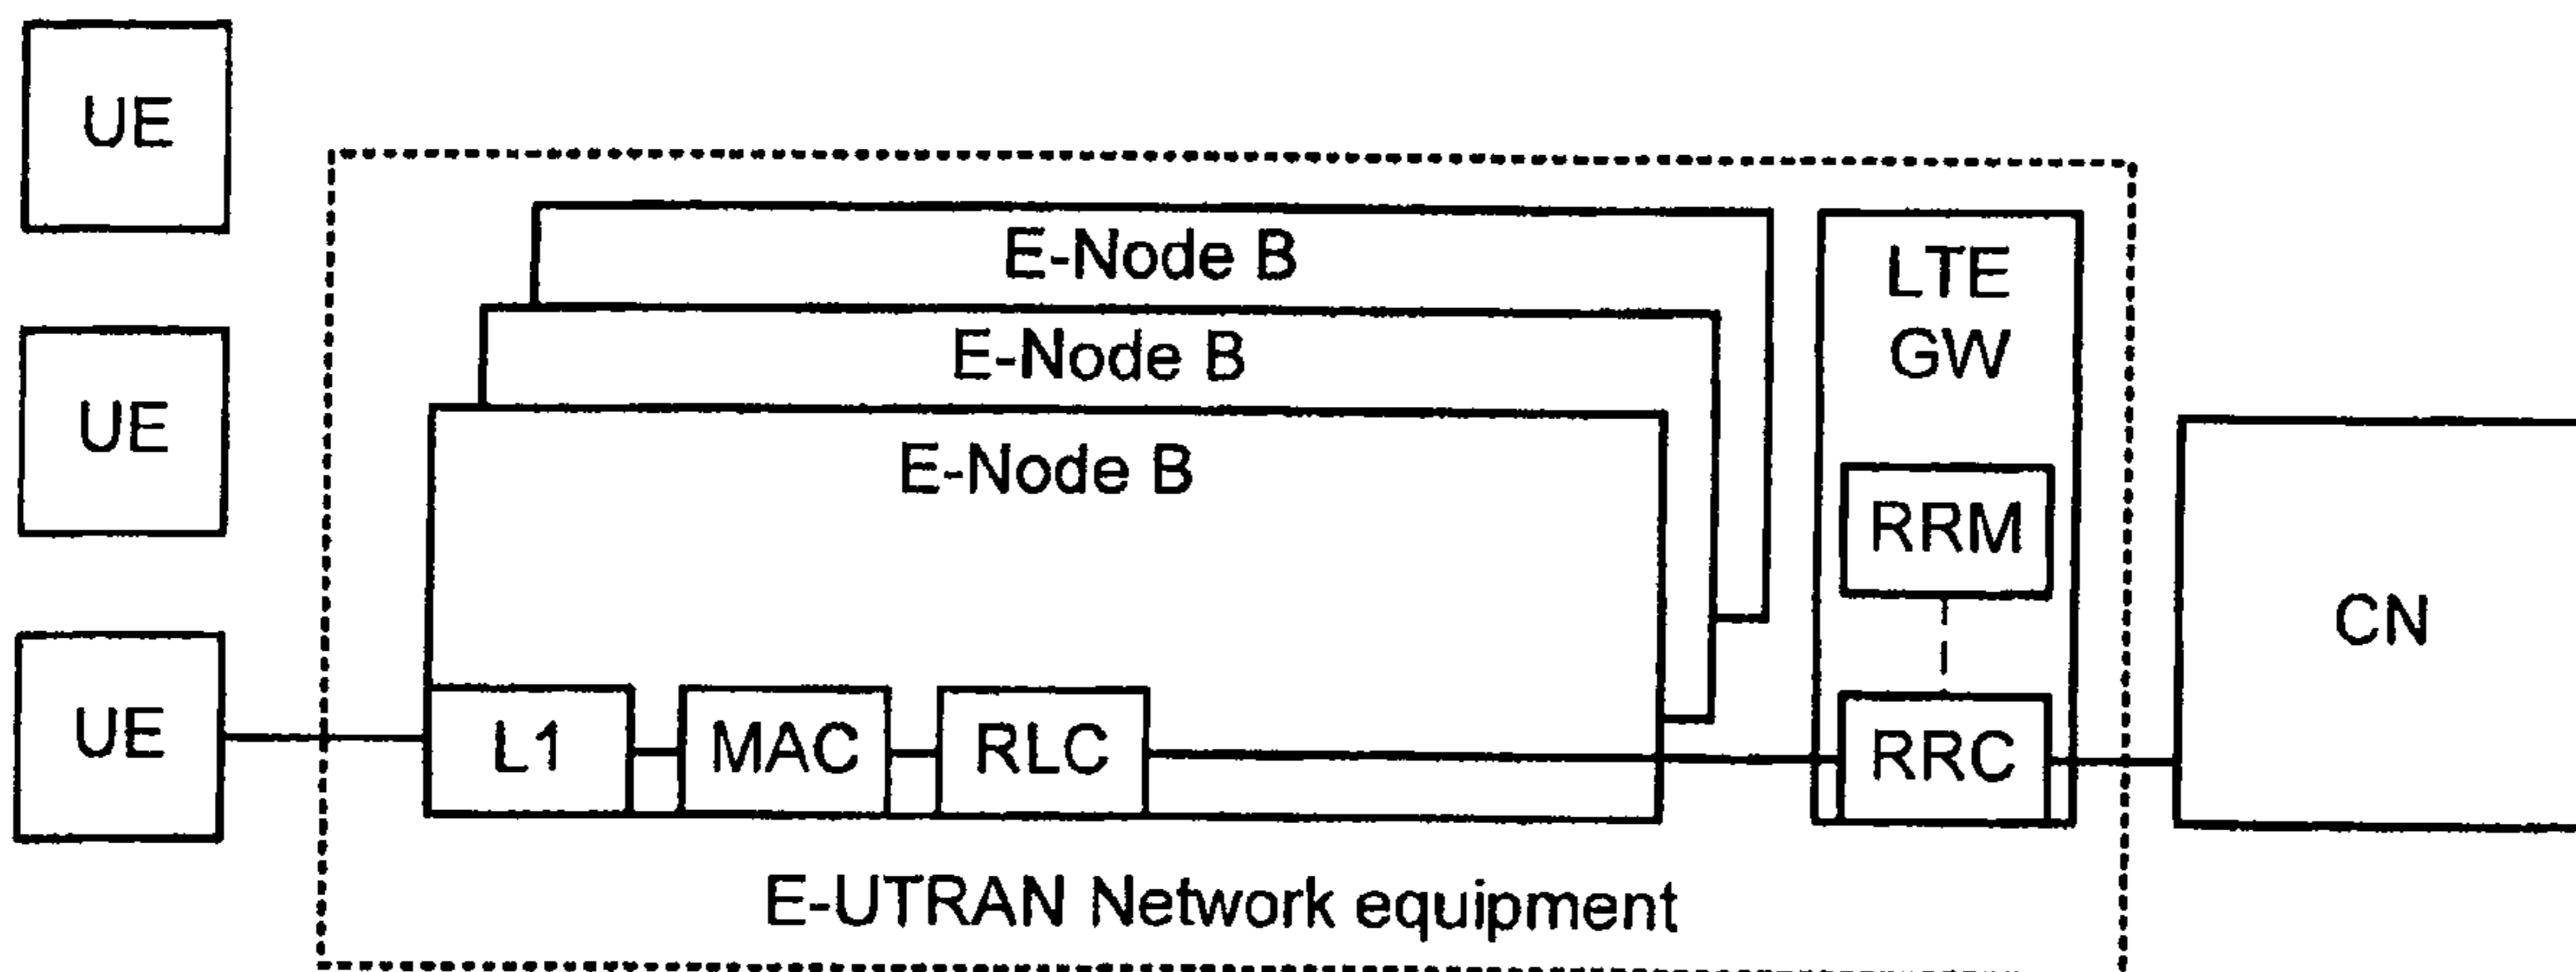 UE
UE
UE
E-Node B
E-Node B
E-Node B
L1
MAC
RLC
LTE
GW
RRM
RRC
CN
E-UTRAN Network equipment